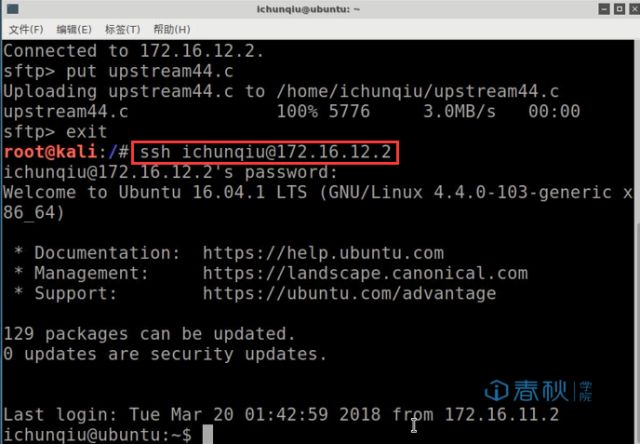 ichunqiu@ubuntu: ~
文件(F) 编辑(E) 标签(T) 帮助(H)
Connected to 172.16.12.2.
sftp> put upstream44.c
Uploading upstream44.c to /home/ichunqiu/upstream44.c
upstream44.c 100% 5776 3.0MB/s 00:00
sftp> exit
root@kali:/# ssh ichunqiu@172.16.12.2
ichunqiu@172.16.12.2's password:
Welcome to Ubuntu 16.04.1 LTS (GNU/Linux 4.4.0-103-generic x
86_64)
* Documentation: https://help.ubuntu.com
* Management: https://landscape.canonical.com
* Support: https://ubuntu.com/advantage
129 packages can be updated.
0 updates are security updates.
春秋 学院
Last login: Tue Mar 20 01:42:59 2018 from 172.16.11.2
ichunqiu@ubuntu:~$